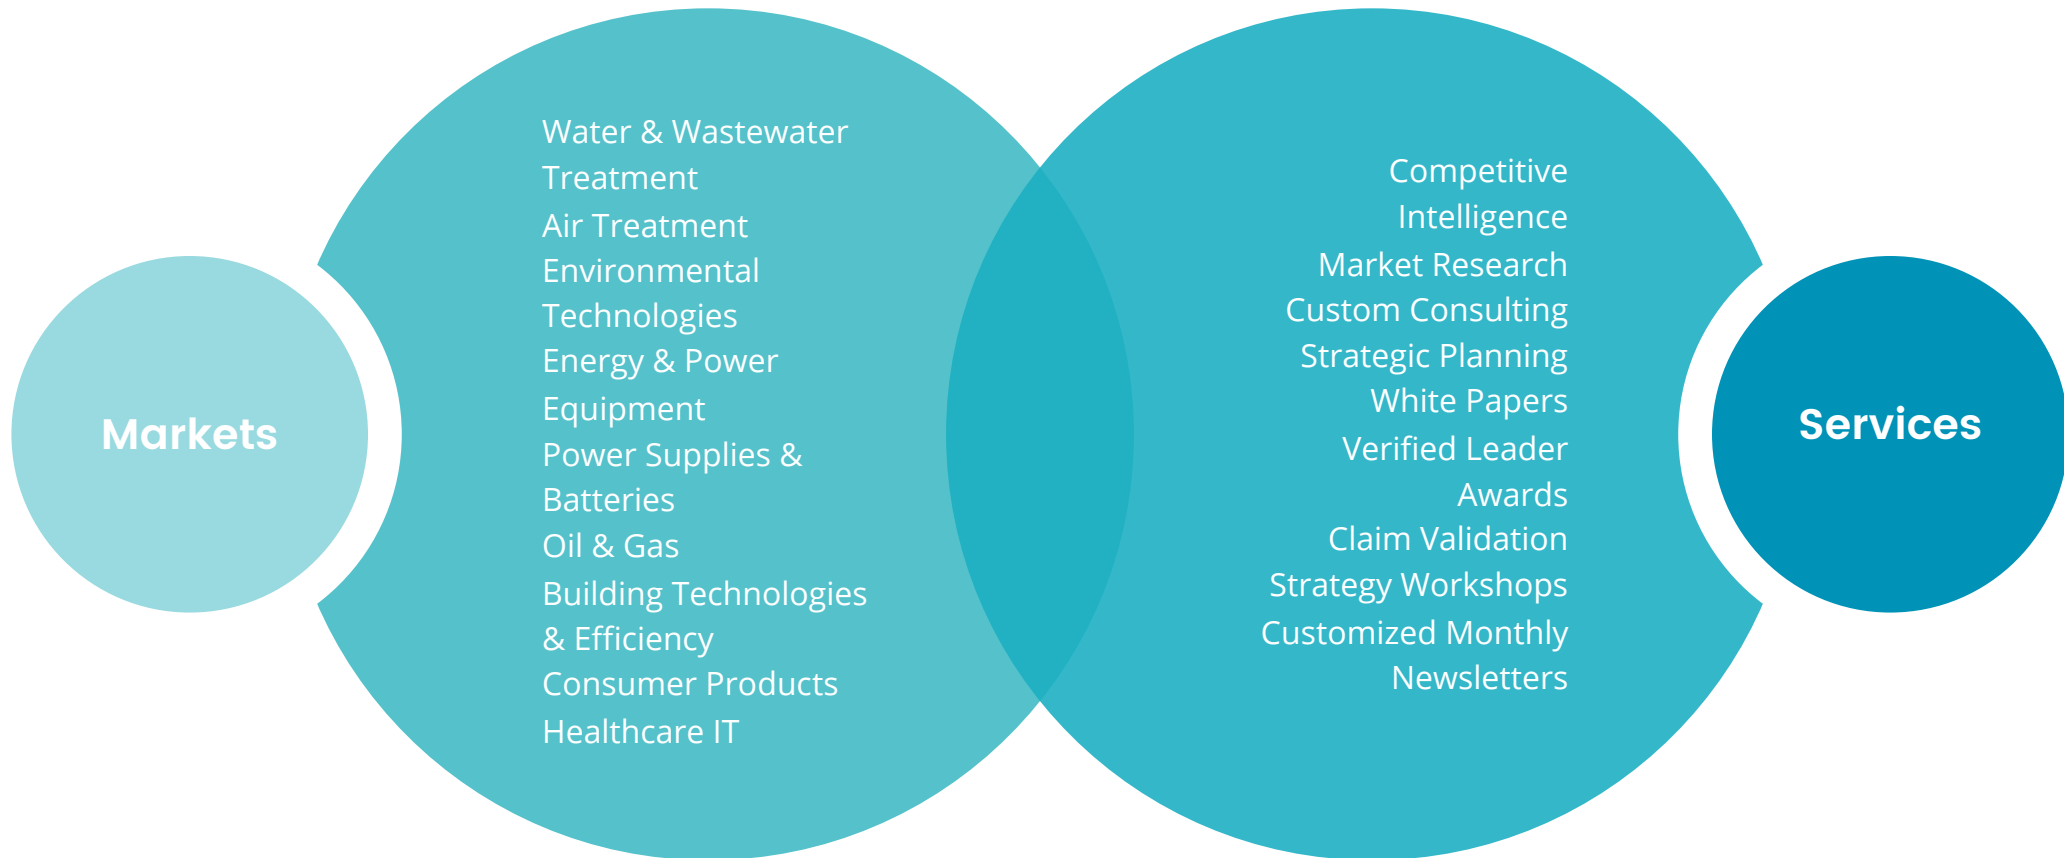 Markets
Water & Wastewater
Treatment
Air Treatment
Environmental
Technologies
Energy & Power
Equipment
Power Supplies &
Batteries
Oil & Gas
Building Technologies
& Efficiency
Consumer Products
Healthcare IT
Competitive
Intelligence
Market Research
Custom Consulting
Strategic Planning
White Papers
Verified Leader
Awards
Claim Validation
Strategy Workshops
Customized Monthly
Newsletters
Services